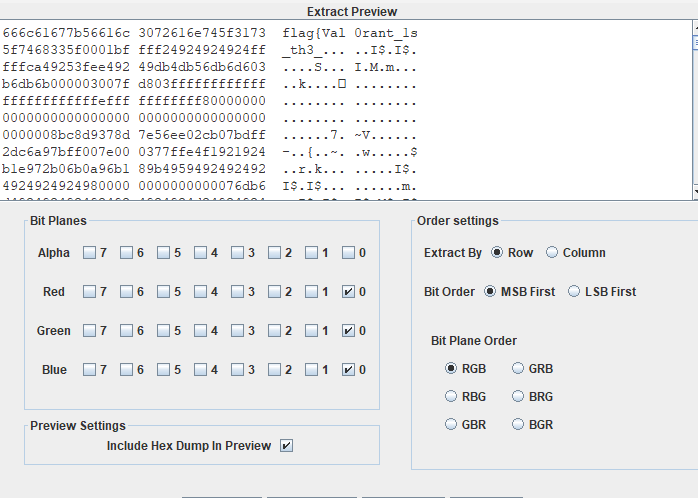 Extract Preview
666c61677b56616c 3072616e745f3173 flag{Val 0rant_1s
5f7468335f0001bf fff24924924924ff _th3_... ..I$.I$.
fffca49253fee492 49db4db56db6d603 ....S... I.M.m...
b6db6b000003007f d803ffffffffffff ..k....□ ........
ffffffffffffefff ffffffff80000000 ........ ........
0000000000000000 0000000000000000 ........ ........
0000008bc8d9378d 7e56ee02cb07bdff ......7. ~V......
2dc6a97bff007e00 0377ffe4f1921924 -..{..~. .w.....$
b1e972b06b0a96b1 89b4959492492492 ..r.k... .....I$.
4924924924980000 00000000000076db6 I$.I$... ......m.
Bit Planes
Alpha 7 6 5 4 3 2 1 0
Red 7 6 5 4 3 2 1 0
Green 7 6 5 4 3 2 1 0
Blue 7 6 5 4 3 2 1 0
Preview Settings
Include Hex Dump In Preview
Order settings
Extract By Row Column
Bit Order MSB First LSB First
Bit Plane Order
RGB GRB
RBG BRG
GBR BGR